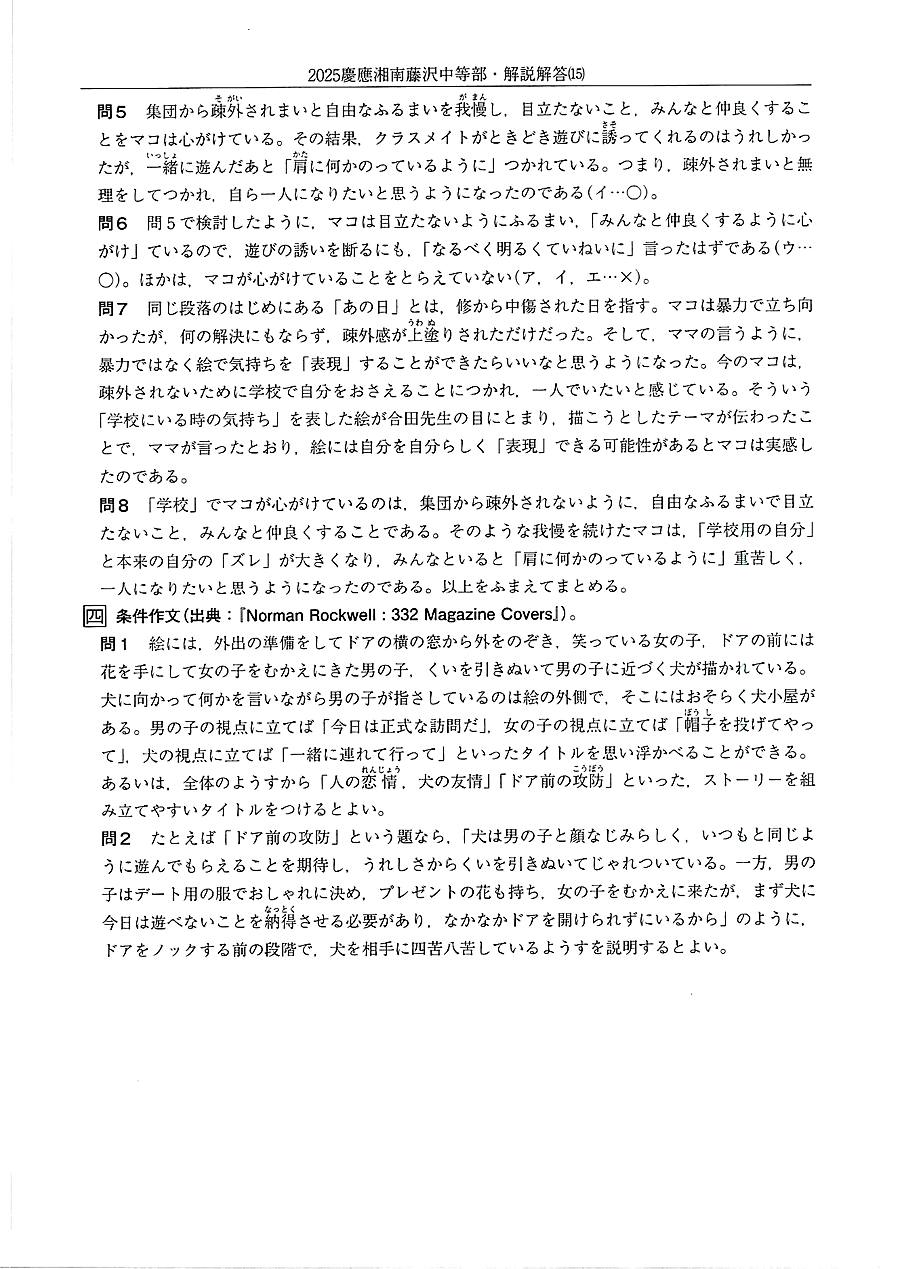 2025慶應湘南藤沢中等部・解説解答(15)
問5　集団から疎外されまいと自由なふるまいを我慢し，目立たないこと，みんなと仲良くするこ
とをマコは心がけている。その結果，クラスメイトがときどき遊びに誘ってくれるのはうれしかっ
たが，一緒に遊んだあと「肩に何かのっているように」つかれている。つまり，疎外されまいと無
理をしてつかれ，自ら一人になりたいと思うようになったのである(イ…〇)。
問6　問5で検討したように，マコは目立たないようにふるまい，「みんなと仲良くするように心
がけ」ているので，遊びの誘いを断るにも，「なるべく明るくていねいに」言ったはずである(ウ…
〇)。ほかは，マコが心がけていることをとらえていない(ア，イ，エ…×)。
問7　同じ段落のはじめにある「あの日」とは，修から中傷された日を指す。マコは暴力で立ち向
かったが，何の解決にもならず，疎外感が上塗りされただけだった。そして，ママの言うように，
暴力ではなく絵で気持ちを「表現」することができたらいいなと思うようになった。今のマコは，
疎外されないために学校で自分をおさえることにつかれ，一人でいたいと感じている。そういう
「学校にいる時の気持ち」を表した絵が合田先生の目にとまり，描こうとしたテーマが伝わったこ
とで，ママが言ったとおり，絵には自分を自分らしく「表現」できる可能性があるとマコは実感し
たのである。
問8　「学校」でマコが心がけているのは，集団から疎外されないように，自由なふるまいで目立
たないこと，みんなと仲良くすることである。そのような我慢を続けたマコは，「学校用の自分」
と本来の自分の「ズレ」が大きくなり，みんなといると「肩に何かのっているように」重苦しく，
一人になりたいと思うようになったのである。以上をふまえてまとめる。
四　条件作文(出典：『Norman Rockwell : 332 Magazine Covers』)。
問1　絵には，外出の準備をしてドアの横の窓から外をのぞき，笑っている女の子，ドアの前には
花を手にして女の子をむかえにきた男の子，くいを引きぬいて男の子に近づく犬が描かれている。
犬に向かって何かを言いながら男の子が指さしているのは絵の外側で，そこにはおそらく犬小屋が
ある。男の子の視点に立てば「今日は正式な訪問だ」，女の子の視点に立てば「帽子を投げてやっ
て」，犬の視点に立てば「一緒に連れて行って」といったタイトルを思い浮かべることができる。
あるいは，全体のようすから「人の恋情，犬の友情」「ドア前の攻防」といった，ストーリーを組
み立てやすいタイトルをつけるとよい。
問2　たとえば「ドア前の攻防」という題なら，「犬は男の子と顔なじみらしく，いつもと同じよ
うに遊んでもらえることを期待し，うれしさからくいを引きぬいてじゃれついている。一方，男の
子はデート用の服でおしゃれに決め，プレゼントの花も持ち，女の子をむかえに来たが，まず犬に
今日は遊べないことを納得させる必要があり，なかなかドアを開けられずにいるから」のように，
ドアをノックする前の段階で，犬を相手に四苦八苦しているようすを説明するとよい。